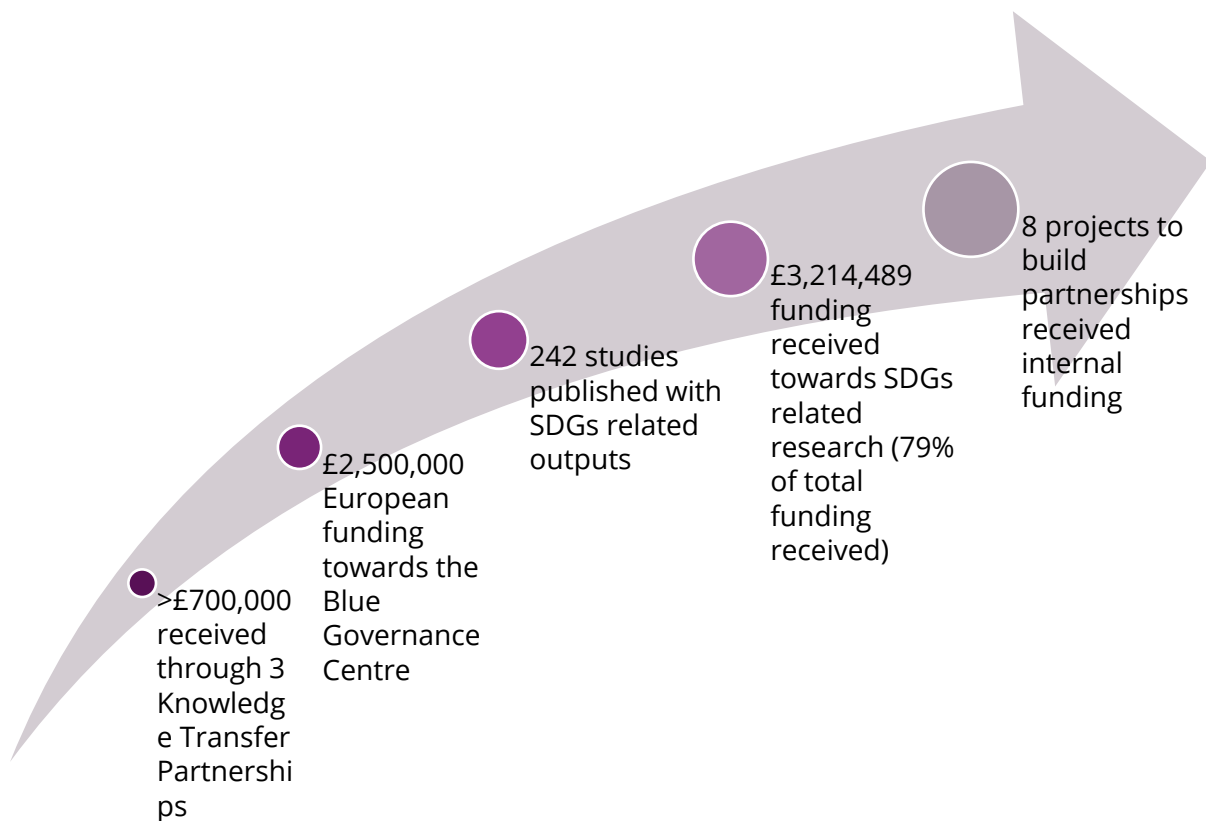 >£700,000
received
through 3
Knowledg
e Transfer
Partnershi
ps
£2,500,000
European
funding
towards the
Blue
Governance
Centre
242 studies
published with
SDGs related
outputs
£3,214,489
funding
received
towards SDGs
related
research (79%
of total
funding
received)
8 projects to
build
partnerships
received
internal
funding